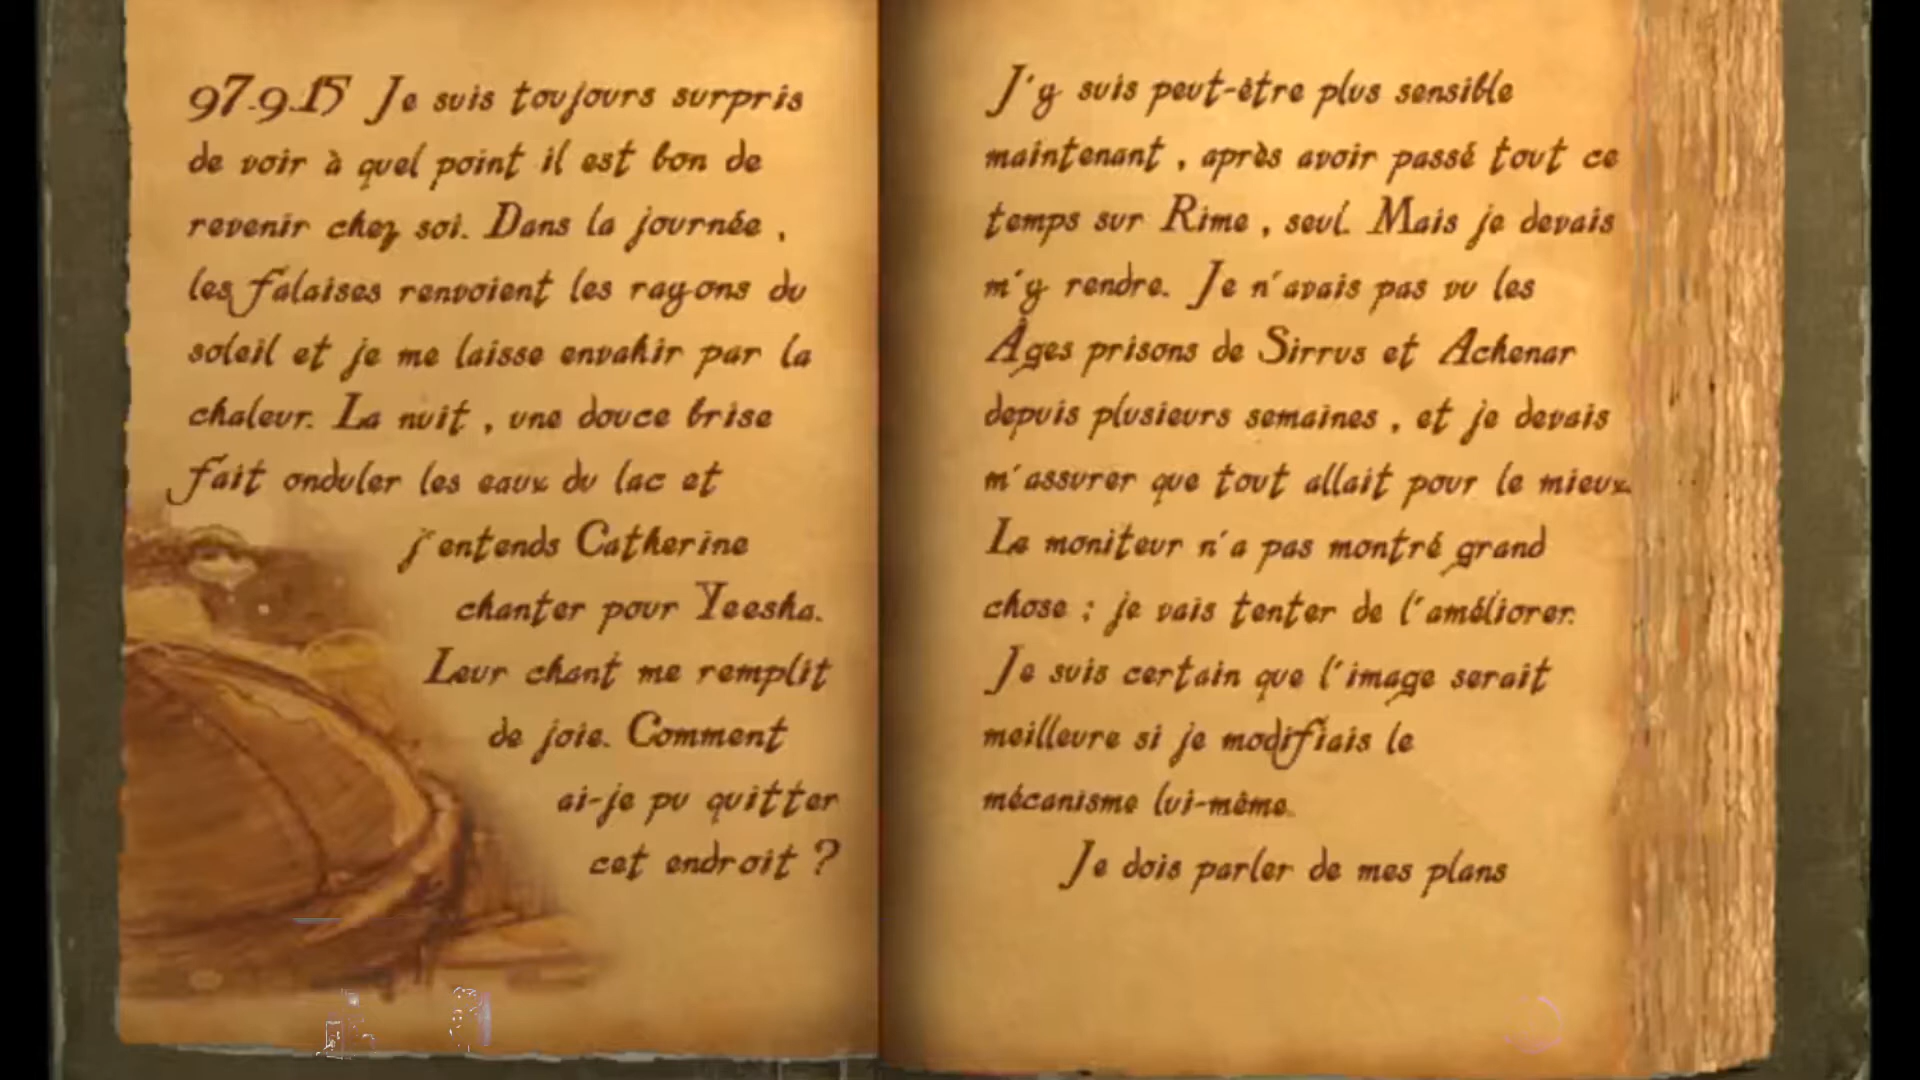 97.9.15 Je suis toujours surpris
de voir à quel point il est bon de
revenir chez soi. Dans la journée ,
les falaises renvoient les rayons du
soleil et je me laisse envahir par la
chaleur. La nuit , une douce brise
fait onduler les eaux du lac et
j'entends Catherine
chanter pour Yeesha.
Leur chant me remplit
de joie. Comment
ai-je pu quitter
cet endroit ?
J'y suis peut-être plus sensible
maintenant , après avoir passé tout ce
temps sur Rime , seul. Mais je devais
m'y rendre. Je n'avais pas vu les
Âges prisons de Sirrus et Achenar
depuis plusieurs semaines , et je devais
m'assurer que tout allait pour le mieux.
Le moniteur n'a pas montré grand
chose ; je vais tenter de l'améliorer.
Je suis certain que l'image serait
meilleure si je modifiais le
mécanisme lui-même.
Je dois parler de mes plans